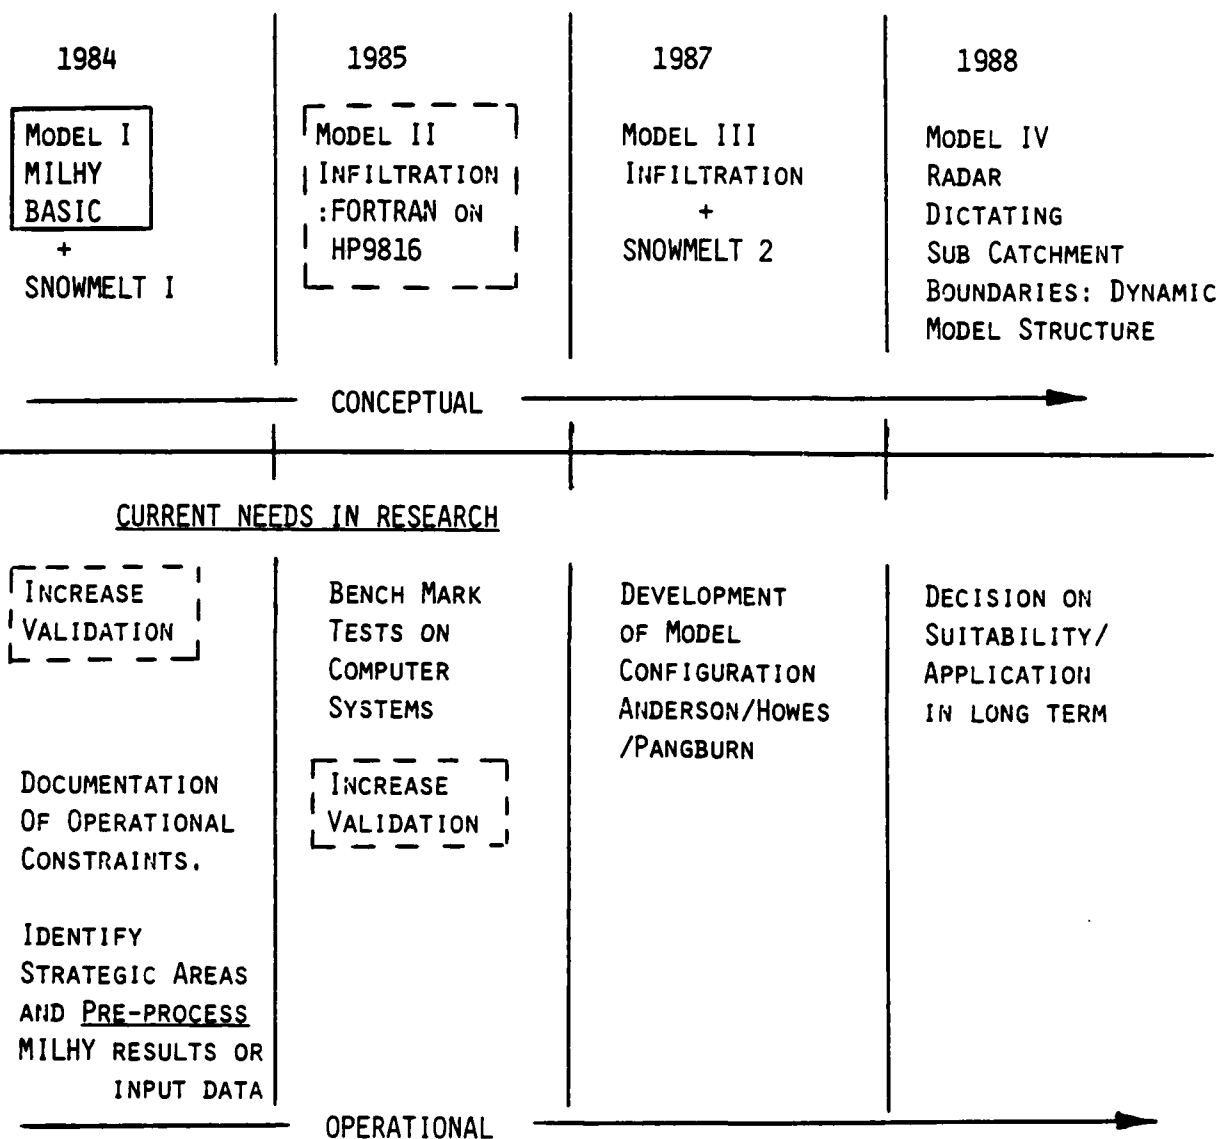 1984
MODEL I
MILHY
BASIC
+
SNOWMELT I
1985
MODEL II
INFILTRATION
:FORTRAN ON
HP9816
1987
MODEL III
INFILTRATION
+
SNOWMELT 2
1988
MODEL IV
RADAR
DICTATING
SUB CATCHMENT
BOUNDARIES: DYNAMIC
MODEL STRUCTURE
CONCEPTUAL
CURRENT NEEDS IN RESEARCH
INCREASE
VALIDATION
DOCUMENTATION
OF OPERATIONAL
CONSTRAINTS.
IDENTIFY
STRATEGIC AREAS
AND PRE-PROCESS
MILHY RESULTS OR
INPUT DATA
BENCH MARK
TESTS ON
COMPUTER
SYSTEMS
INCREASE
VALIDATION
DEVELOPMENT
OF MODEL
CONFIGURATION
ANDERSON/HOWES
/PANGBURN
DECISION ON
SUITABILITY/
APPLICATION
IN LONG TERM
OPERATIONAL